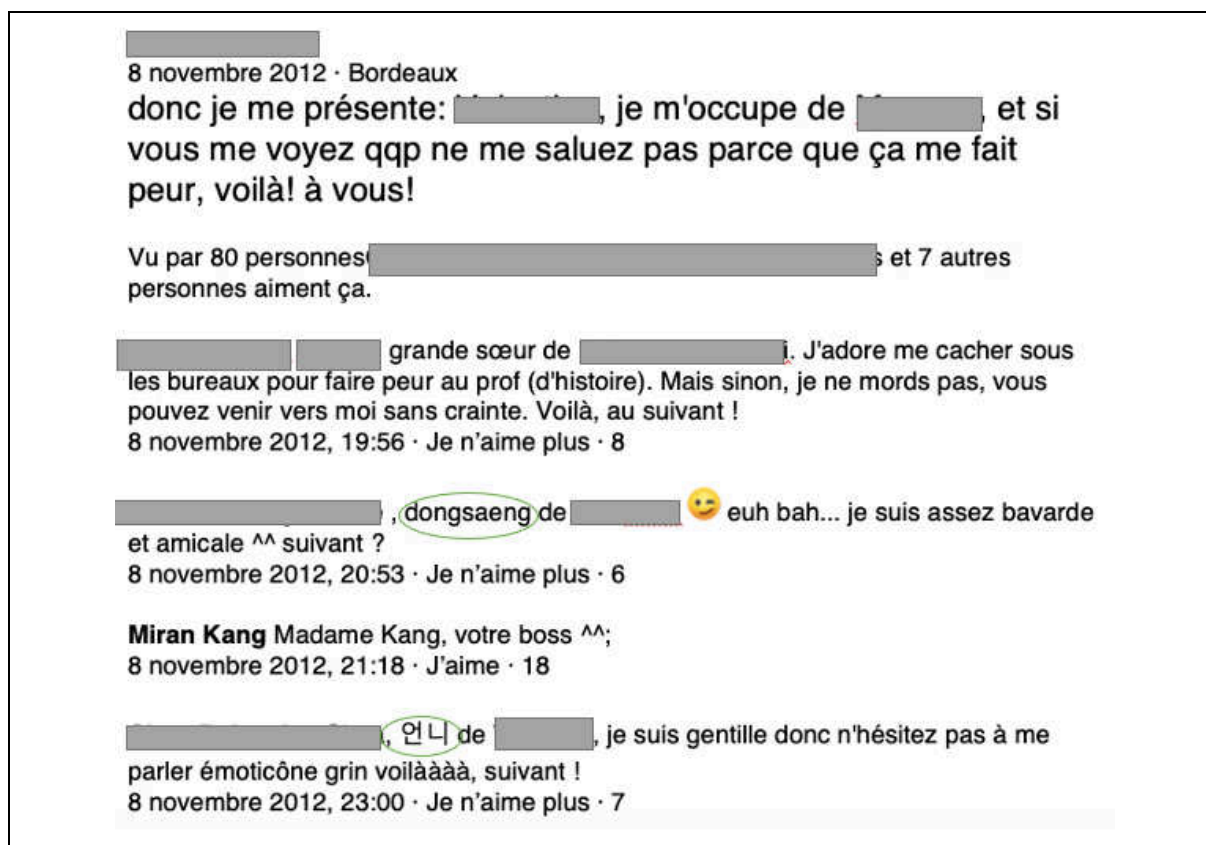 8 novembre 2012 · Bordeaux
donc je me présente: , je m'occupe de , et si
vous me voyez qqp ne me saluez pas parce que ça me fait
peur, voilà! à vous!
Vu par 80 personnes s et 7 autres
personnes aiment ça.
grande sœur de i. J'adore me cacher sous
les bureaux pour faire peur au prof (d'histoire). Mais sinon, je ne mords pas, vous
pouvez venir vers moi sans crainte. Voilà, au suivant !
8 novembre 2012, 19:56 · Je n'aime plus · 8
, dongsaeng de 😉 euh bah... je suis assez bavarde
et amicale ^^ suivant ?
8 novembre 2012, 20:53 · Je n'aime plus · 6
Miran Kang Madame Kang, votre boss ^^;
8 novembre 2012, 21:18 · J'aime · 18
, 언니 de , je suis gentille donc n'hésitez pas à me
parler émoticône grin voilàààà, suivant !
8 novembre 2012, 23:00 · Je n'aime plus · 7